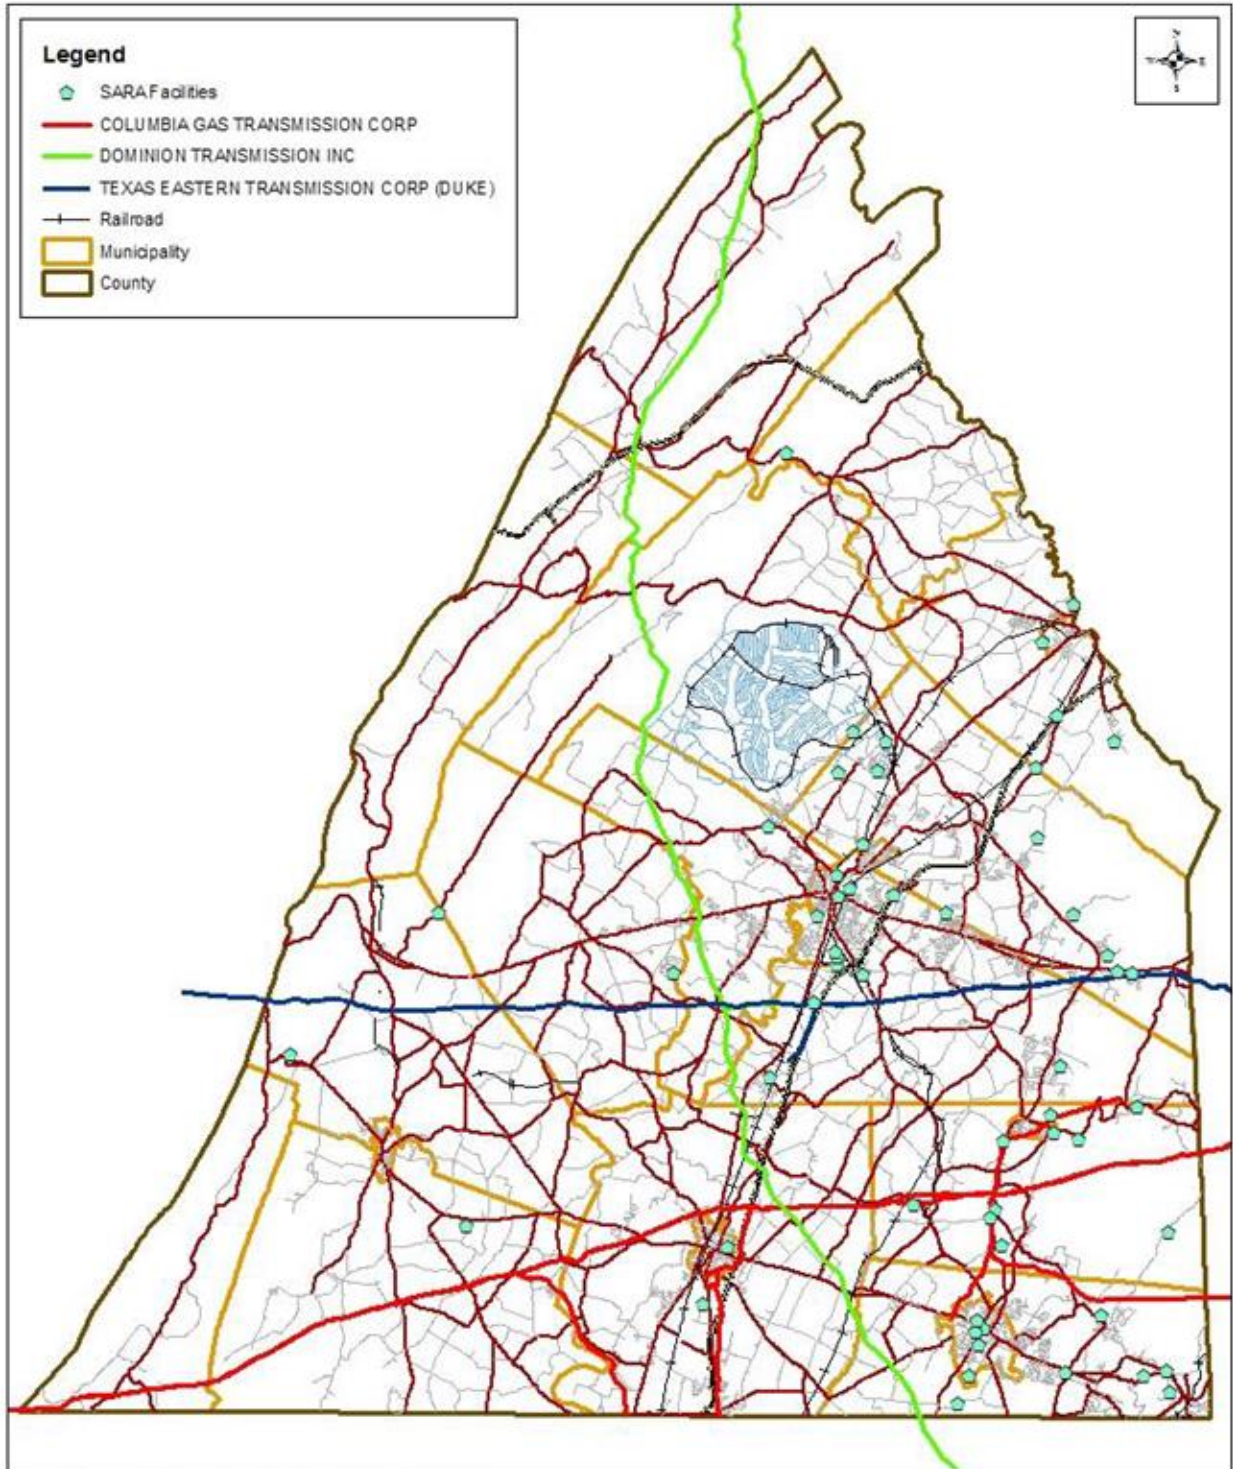 Legend
SARA Facilities
COLUMBIA GAS TRANSMISSION CORP
DOMINION TRANSMISSION INC
TEXAS EASTERN TRANSMISSION CORP (DUKE)
Railroad
Municipality
County
N
W
E
S